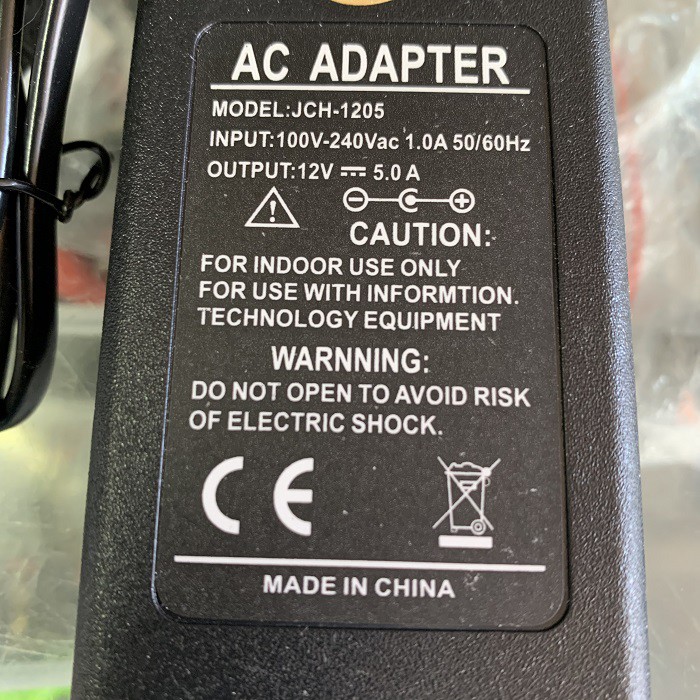 AC ADAPTER
MODEL:JCH-1205
INPUT:100V-240Vac 1.0A 50/60Hz
OUTPUT:12V ⎓ 5.0 A
CAUTION:
FOR INDOOR USE ONLY
FOR USE WITH INFORMTION.
TECHNOLOGY EQUIPMENT
WARNNING:
DO NOT OPEN TO AVOID RISK
OF ELECTRIC SHOCK.
CE
MADE IN CHINA